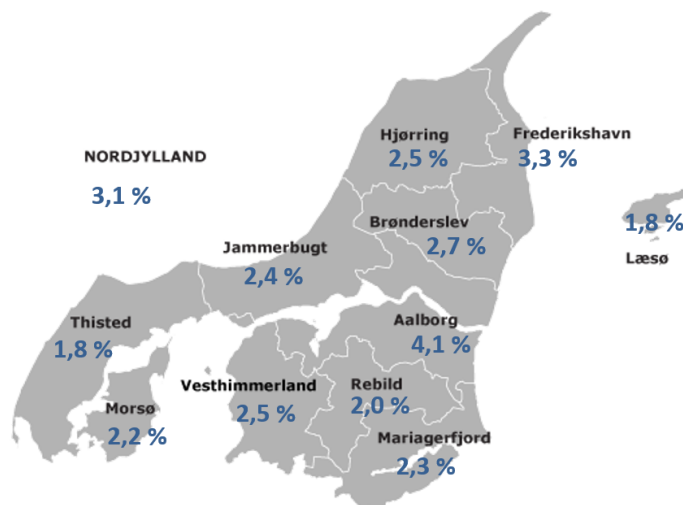 Hjørring
2,5 %
Frederikshavn
3,3 %
NORDJYLLAND
3,1 %
Brønderslev
2,7 %
1,8 %
Læsø
Jammerbugt
2,4 %
Thisted
1,8 %
Aalborg
4,1 %
Vesthimmerland
2,5 %
Rebild
2,0 %
Morsø
2,2 %
Mariagerfjord
2,3 %